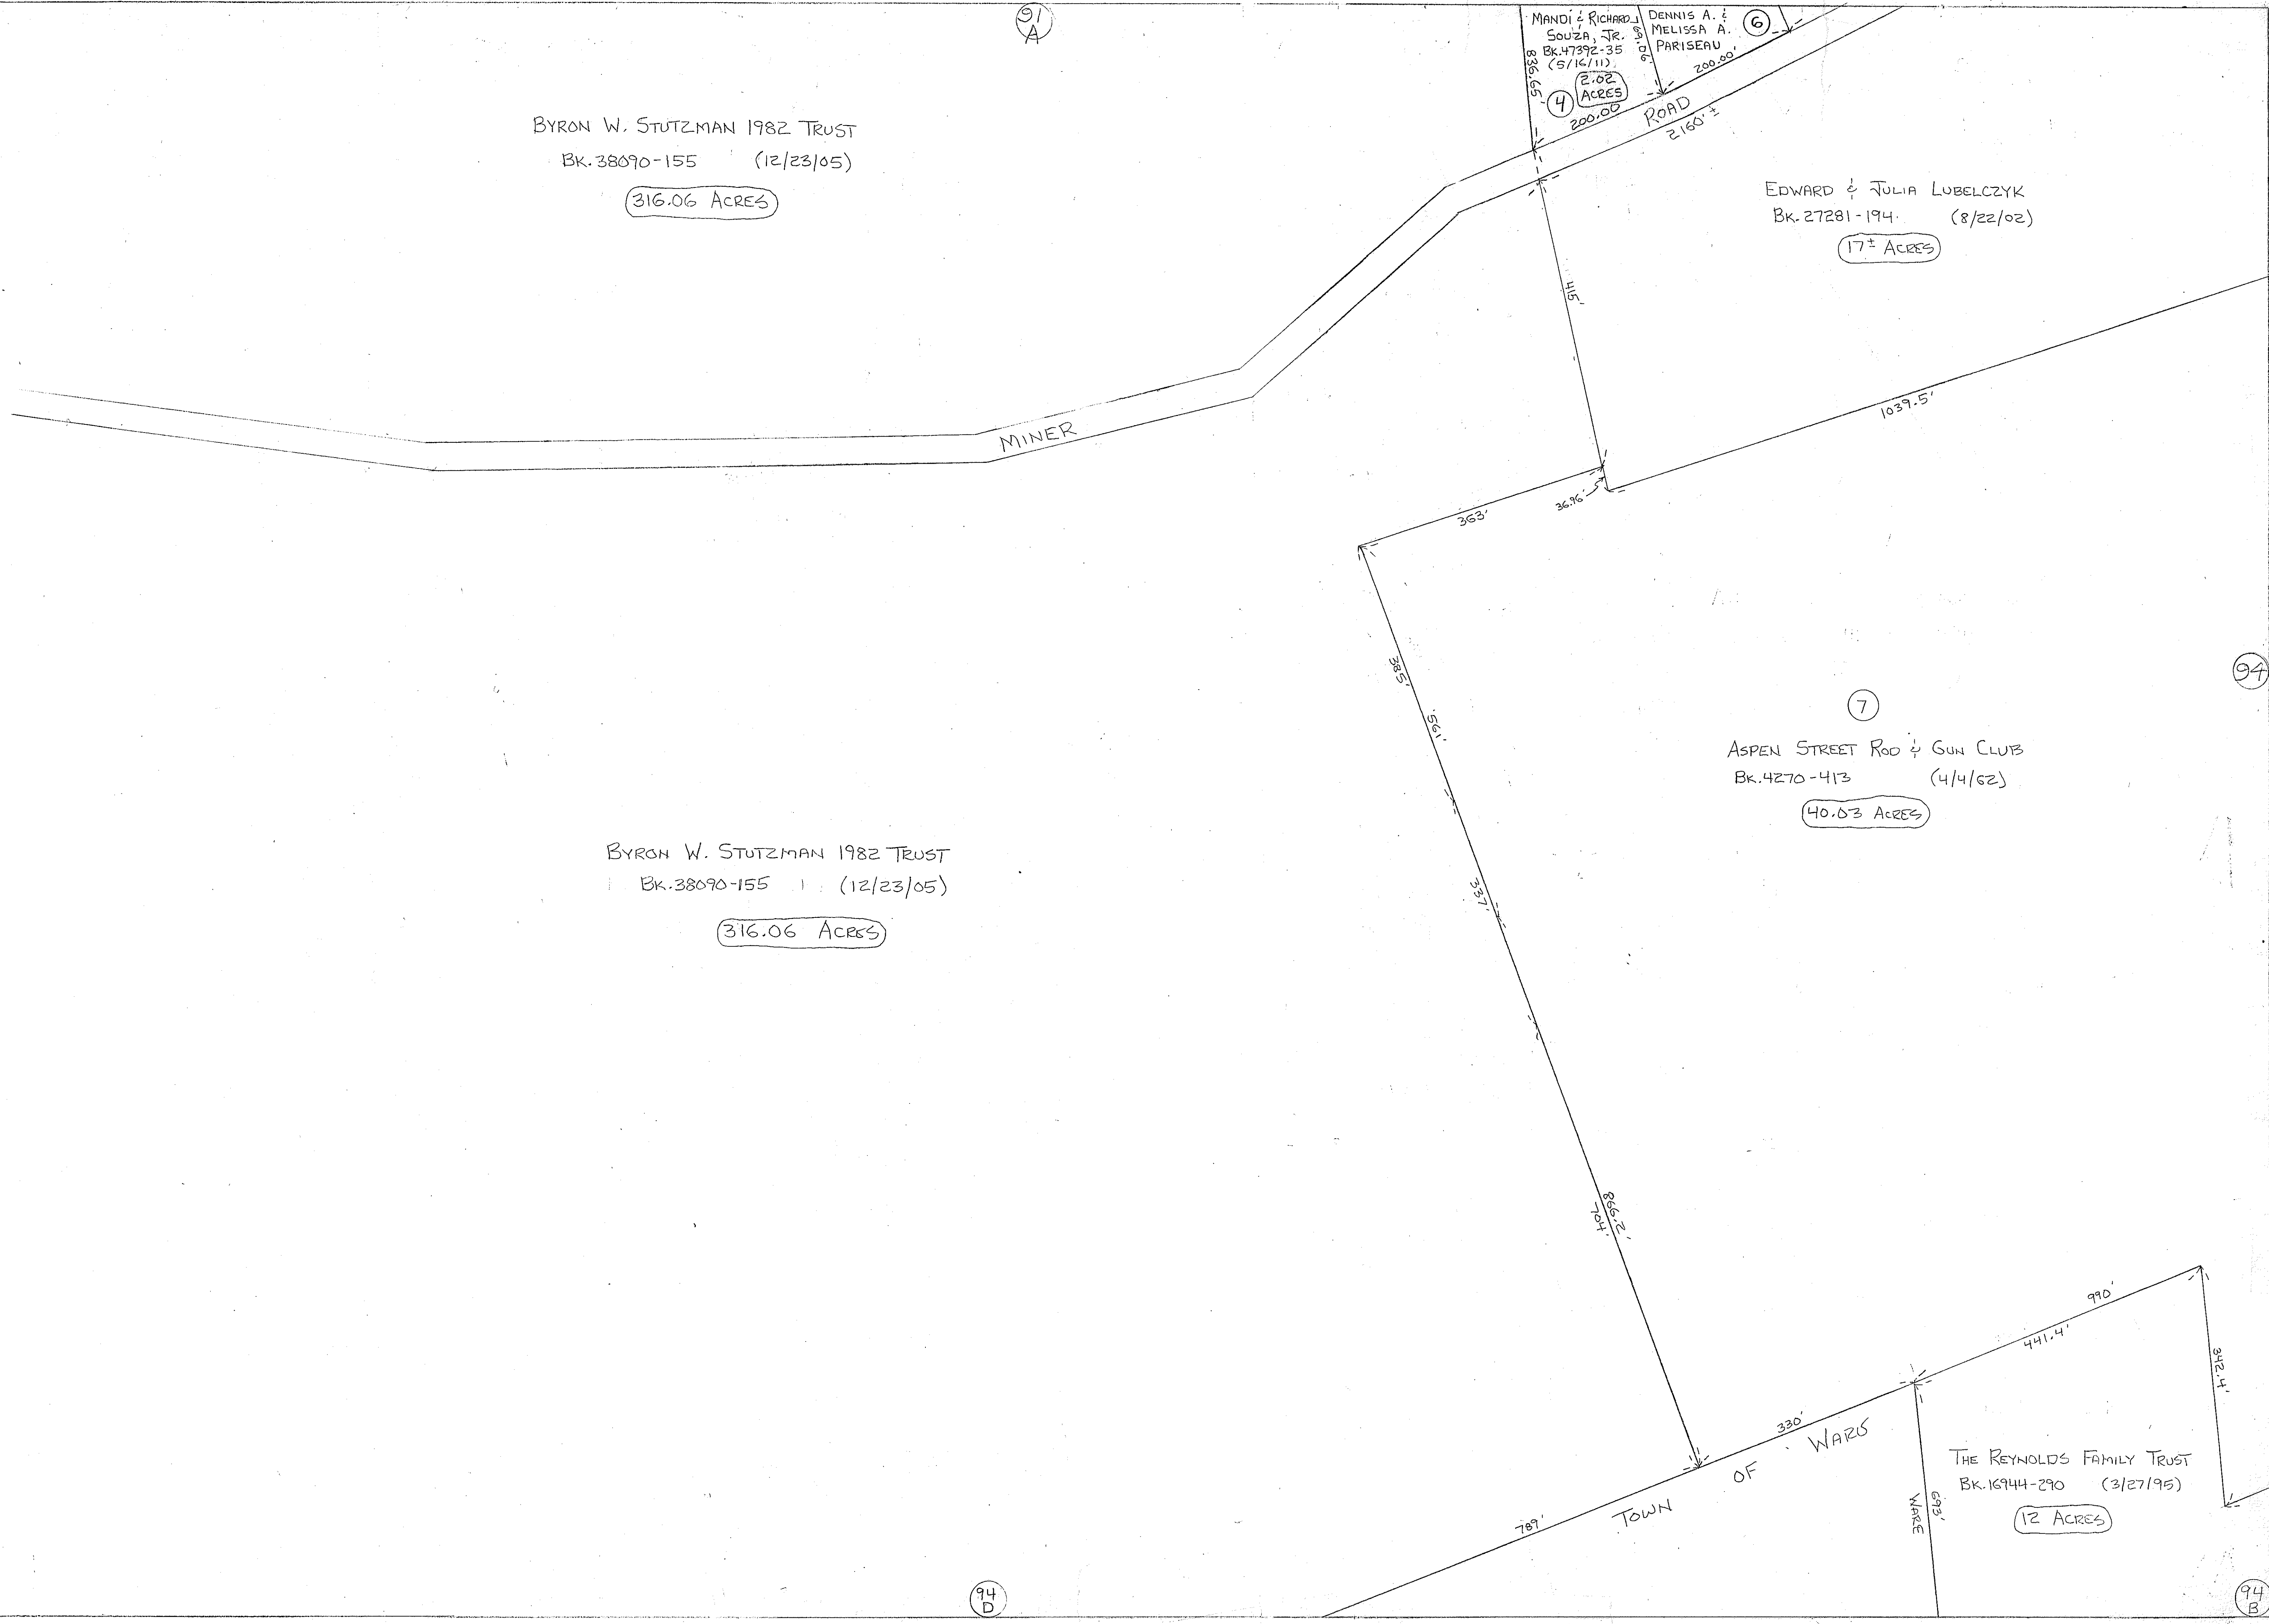 91
A
BYRON W. STUTZMAN 1982 TRUST
BK. 38090-155 (12/23/05)
316.06 ACRES
MANDI & RICHARD
SOUZA, JR.
BK.47392-35
(5/16/11)
2.02
ACRES
4
836.65'
200.00
DENNIS A. &
MELISSA A.
PARISEAU
6
200.00'
ROAD
2160' ±
EDWARD & JULIA LUBELCZYK
BK. 27281-194 (8/22/02)
17± ACRES
415'
1039.5'
MINER
36.96'
363'
385'
561'
94
7
ASPEN STREET ROD & GUN CLUB
BK. 4270-413 (4/4/62)
40.03 ACRES
BYRON W. STUTZMAN 1982 TRUST
BK. 38090-155 (12/23/05)
316.06 ACRES
337'
866.2'
704'
990'
441.4'
342.4'
330'
TOWN OF WARE
789'
THE REYNOLDS FAMILY TRUST
BK. 16944-290 (3/27/95)
12 ACRES
693'
WARE
94
D
94
B